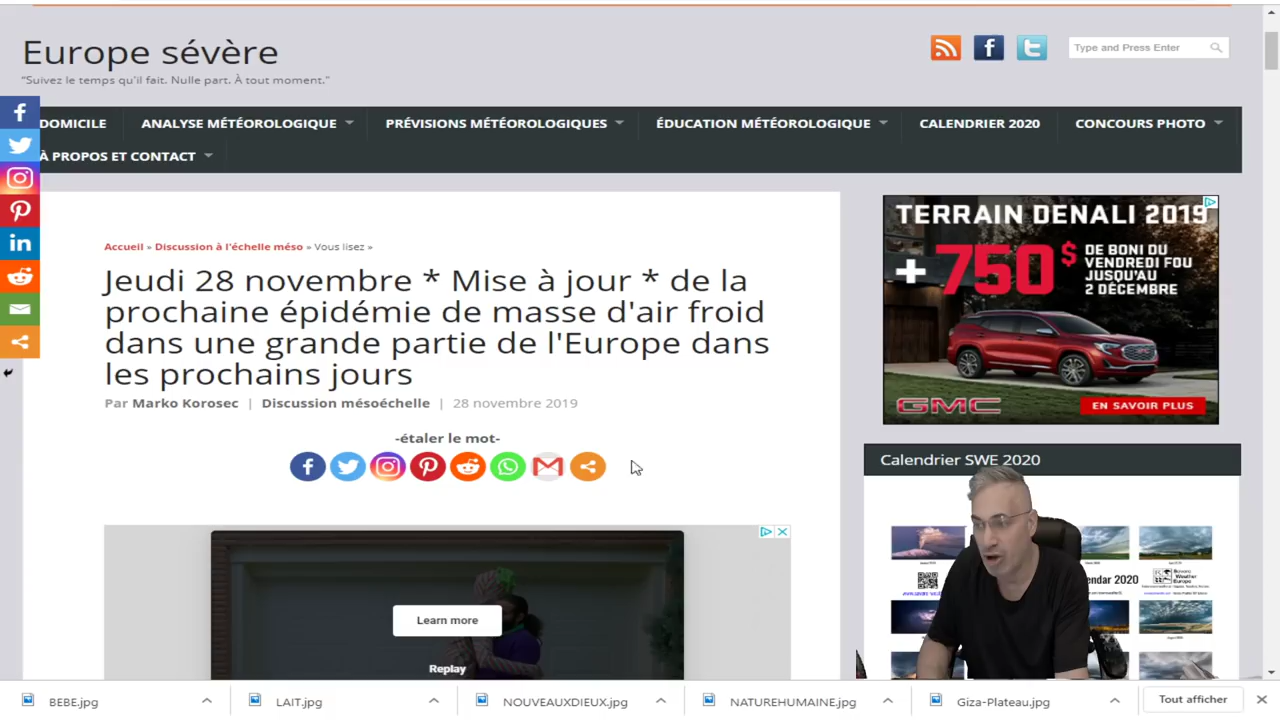 Europe sévère
"Suivez le temps qu'il fait. Nulle part. À tout moment."
Type and Press Enter
DOMICILE
ANALYSE MÉTÉOROLOGIQUE
PRÉVISIONS MÉTÉOROLOGIQUES
ÉDUCATION MÉTÉOROLOGIQUE
CALENDRIER 2020
CONCOURS PHOTO
À PROPOS ET CONTACT
Accueil » Discussion à l'échelle méso » Vous lisez »
Jeudi 28 novembre * Mise à jour * de la
prochaine épidémie de masse d'air froid
dans une grande partie de l'Europe dans
les prochains jours
Par Marko Korosec | Discussion mésoéchelle | 28 novembre 2019
-étaler le mot-
Learn more
Replay
TERRAIN DENALI 2019
+750$
DE BONI DU
VENDREDI FOU
JUSQU'AU
2 DÉCEMBRE
GMC
EN SAVOIR PLUS
Calendrier SWE 2020
endar 2020
BEBE.jpg
LAIT.jpg
NOUVEAUXDIEUX.jpg
NATUREHUMAINE.jpg
Giza-Plateau.jpg
Tout afficher